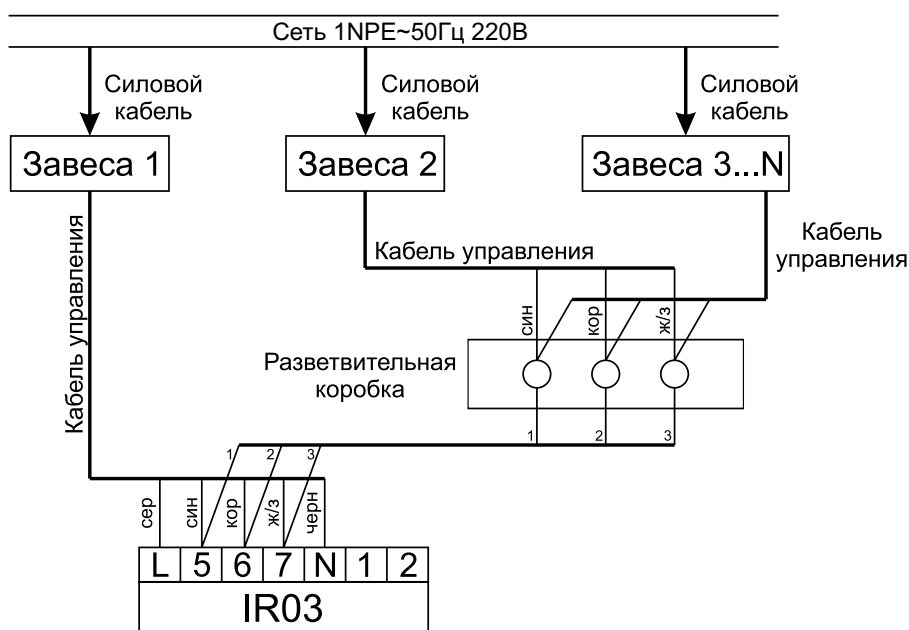 Сеть 1NPE~50Гц 220В
Силовой
кабель
Силовой
кабель
Силовой
кабель
Завеса 1
Завеса 2
Завеса 3...N
Кабель управления
Кабель управления
Кабель
управления
син
кор
ж/з
Разветвительная
коробка
1
2
3
1
2
3
сер
син
кор
ж/з
черн
L 5 6 7 N 1 2
IR03